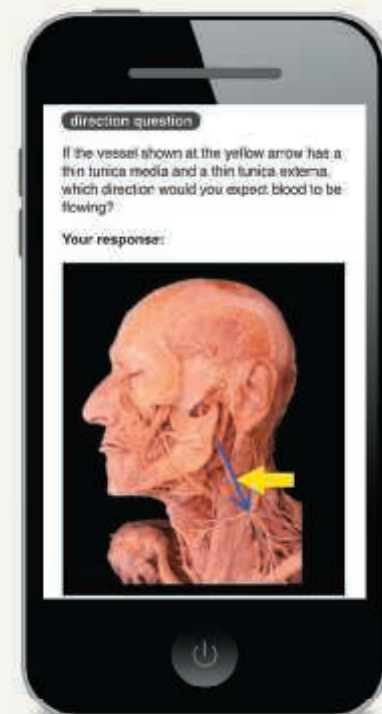 direction question
If the vessel shown at the yellow arrow has a
thin tunica media and a thin tunica externa,
which direction would you expect blood to be
flowing?
Your response: